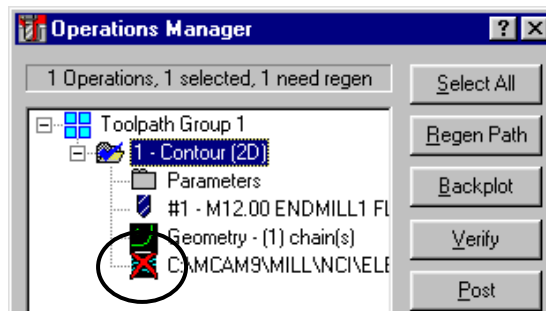 Operations Manager
1 Operations, 1 selected, 1 need regen
Select All
Toolpath Group 1
1 - Contour (2D)
Regen Path
Parameters
Backplot
#1 - M12.00 ENDMILL1 FL
Geometry - (1) chain(s)
Verify
C:\MCAM9\MILL\NCI\ELE
Post